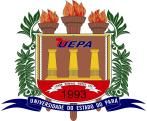 UEPA
1993
UNIVERSIDADE DO ESTADO DO PARÁ